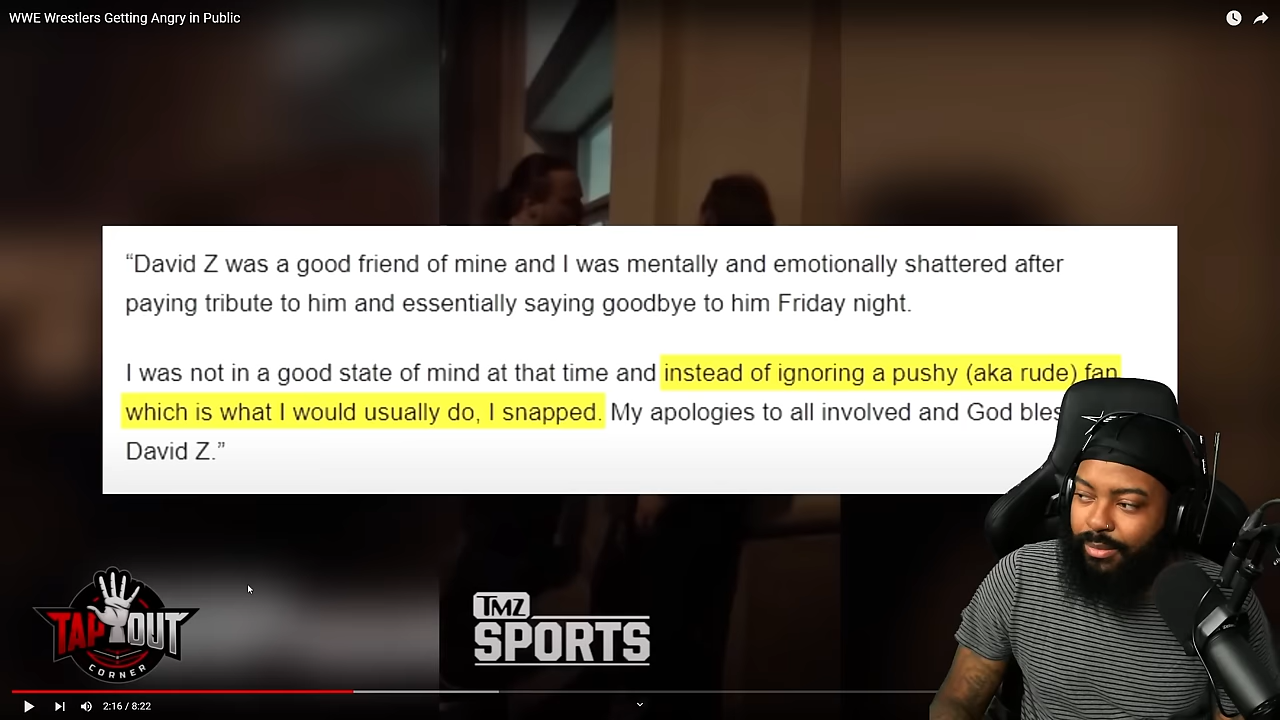 WWE Wrestlers Getting Angry in Public
“David Z was a good friend of mine and I was mentally and emotionally shattered after
paying tribute to him and essentially saying goodbye to him Friday night.
I was not in a good state of mind at that time and instead of ignoring a pushy (aka rude) fan
which is what I would usually do, I snapped. My apologies to all involved and God
David Z.”
TAP OUT
CORNER
TMZ
SPORTS
2:16 / 8:22